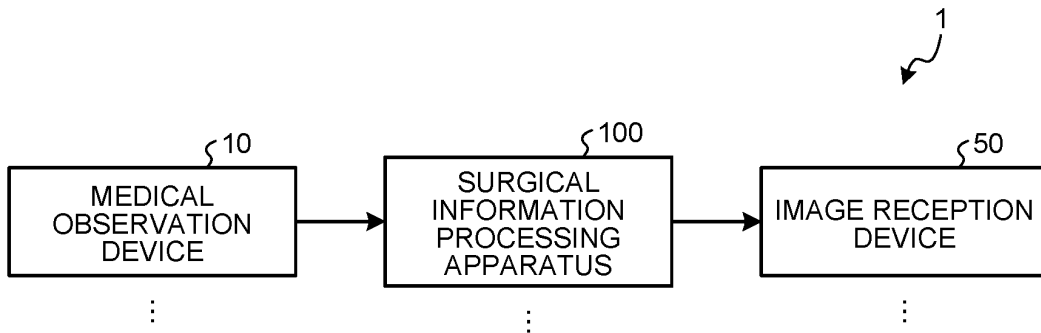 1
10
MEDICAL
OBSERVATION
DEVICE
100
SURGICAL
INFORMATION
PROCESSING
APPARATUS
50
IMAGE RECEPTION
DEVICE